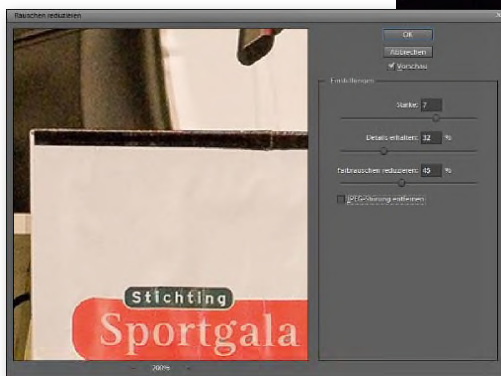 Rauschen reduzieren
OK
Abbrechen
Vorschau
Einstellungen
Stärke: 7
Details erhalten: 32 %
Farbrauschen reduzieren: 45 %
JPEG-Störung entfernen
Stichting
Sportgala
200%